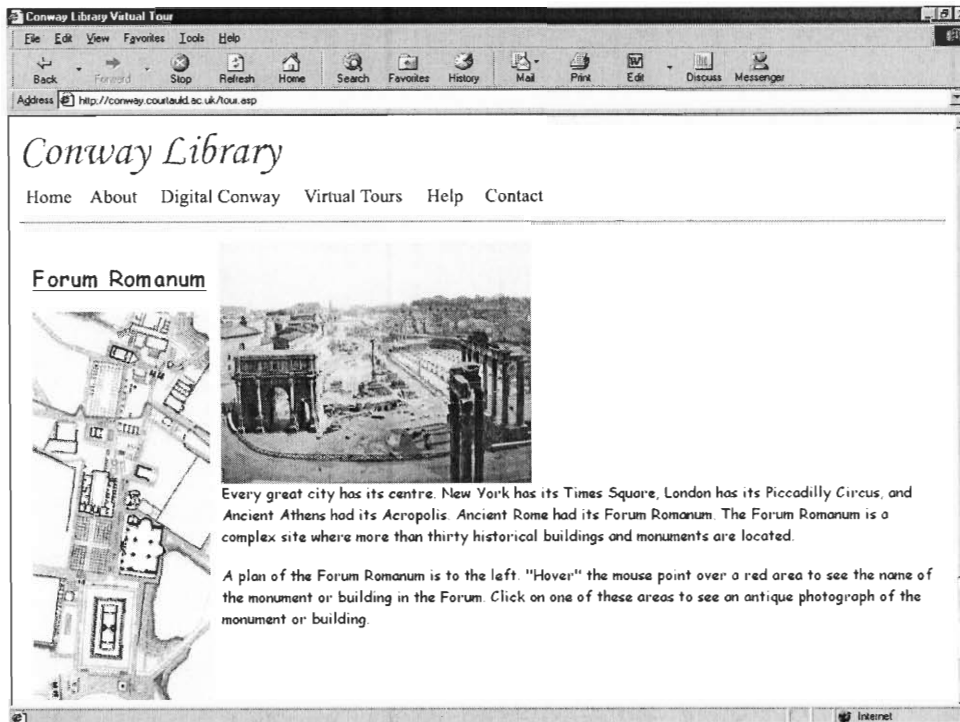 Conway Library Virtual Tour
File Edit View Favorites Tools Help
Back Forward Stop Refresh Home Search Favorites History Mail Print Edit Discuss Messenger
Address http://conway.courtauld.ac.uk/tour.asp
Conway Library
Home About Digital Conway Virtual Tours Help Contact
Forum Romanum
Every great city has its centre. New York has its Times Square, London has its Piccadilly Circus, and
Ancient Athens had its Acropolis. Ancient Rome had its Forum Romanum. The Forum Romanum is a
complex site where more than thirty historical buildings and monuments are located.
A plan of the Forum Romanum is to the left. "Hover" the mouse point over a red area to see the name of
the monument or building in the Forum. Click on one of these areas to see an antique photograph of the
monument or building.
Internet